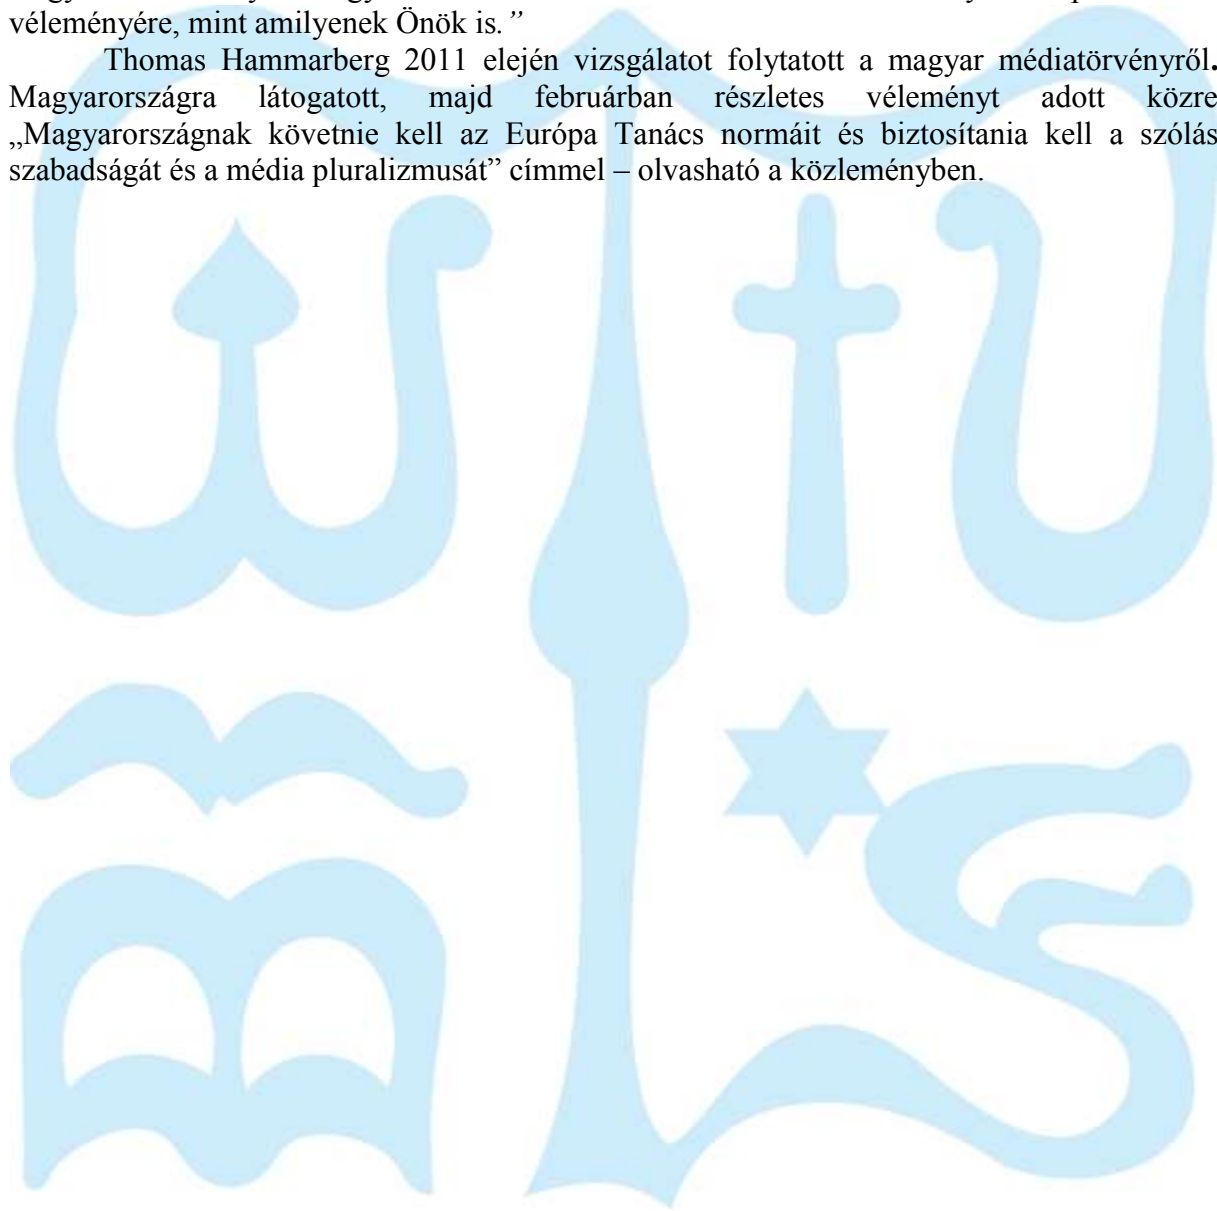 véleményére, mint amilyenek Önök is.”
Thomas Hammarberg 2011 elején vizsgálatot folytatott a magyar médiatörvényről.
Magyarországra látogatott, majd februárban részletes véleményt adott közre
„Magyarországnak követnie kell az Európa Tanács normáit és biztosítania kell a szólás
szabadságát és a média pluralizmusát” címmel – olvasható a közleményben.